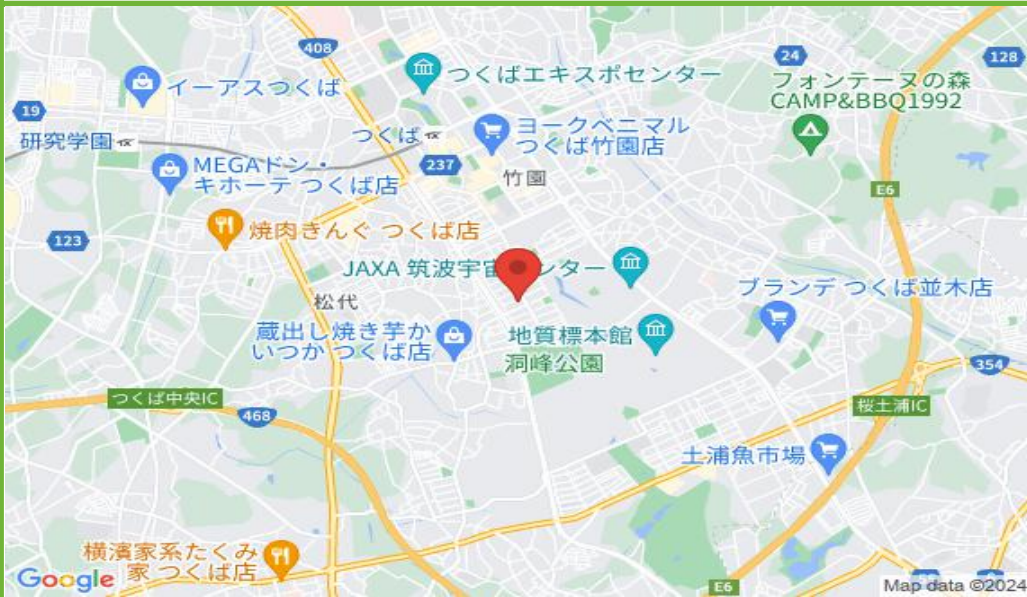 408
つくばエキスポセンター
24
128
イーアスつくば
フォンテーヌの森
CAMP&BBQ1992
19
つくば
ヨークベニマル
つくば竹園店
研究学園
237
MEGAドン・
キホーテ つくば店
竹園
E6
123
焼肉きんぐ つくば店
JAXA 筑波宇宙
ンター
ブランデ つくば並木店
松代
蔵出し焼き芋か
いつか つくば店
地質標本館
洞峰公園
354
つくば中央IC
468
桜土浦IC
土浦魚市場
横濱家系たくみ
家 つくば店
Google
E6
Map data ©2024